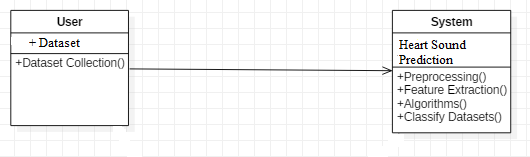 User
+ Dataset
+Dataset Collection()
System
Heart Sound
Prediction
+Preprocessing()
+Feature Extraction()
+Algorithms()
+Classify Datasets()